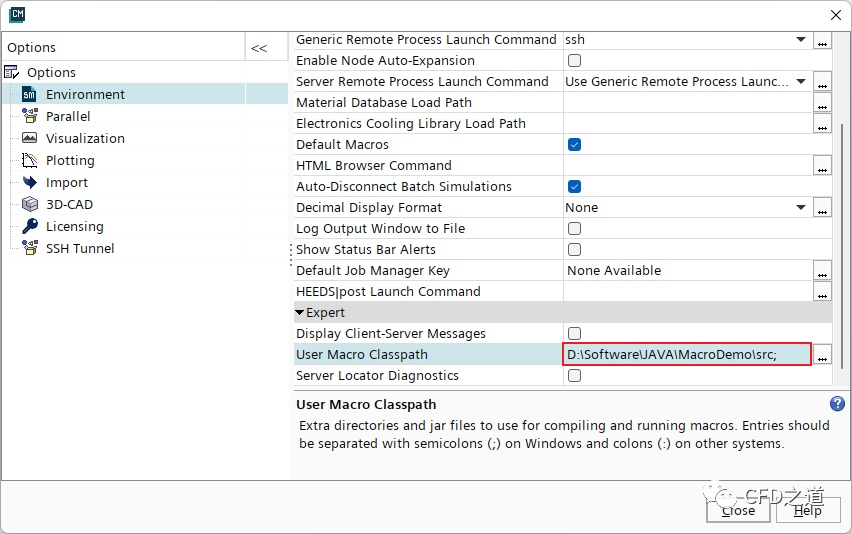 CM
Options
<<
Options
Environment
Parallel
Visualization
Plotting
Import
3D-CAD
Licensing
SSH Tunnel
Generic Remote Process Launch Command ssh ...
Enable Node Auto-Expansion
Server Remote Process Launch Command Use Generic Remote Process Launc... ...
Material Database Load Path ...
Electronics Cooling Library Load Path ...
Default Macros
HTML Browser Command ...
Auto-Disconnect Batch Simulations
Decimal Display Format None ...
Log Output Window to File
Show Status Bar Alerts
Default Job Manager Key None Available ...
HEEDS|post Launch Command ...
Expert
Display Client-Server Messages
User Macro Classpath D:\Software\JAVA\MacroDemo\src; ...
Server Locator Diagnostics
User Macro Classpath ?
Extra directories and jar files to use for compiling and running macros. Entries should
be separated with semicolons (;) on Windows and colons (:) on other systems.
CFD之道
Close Help